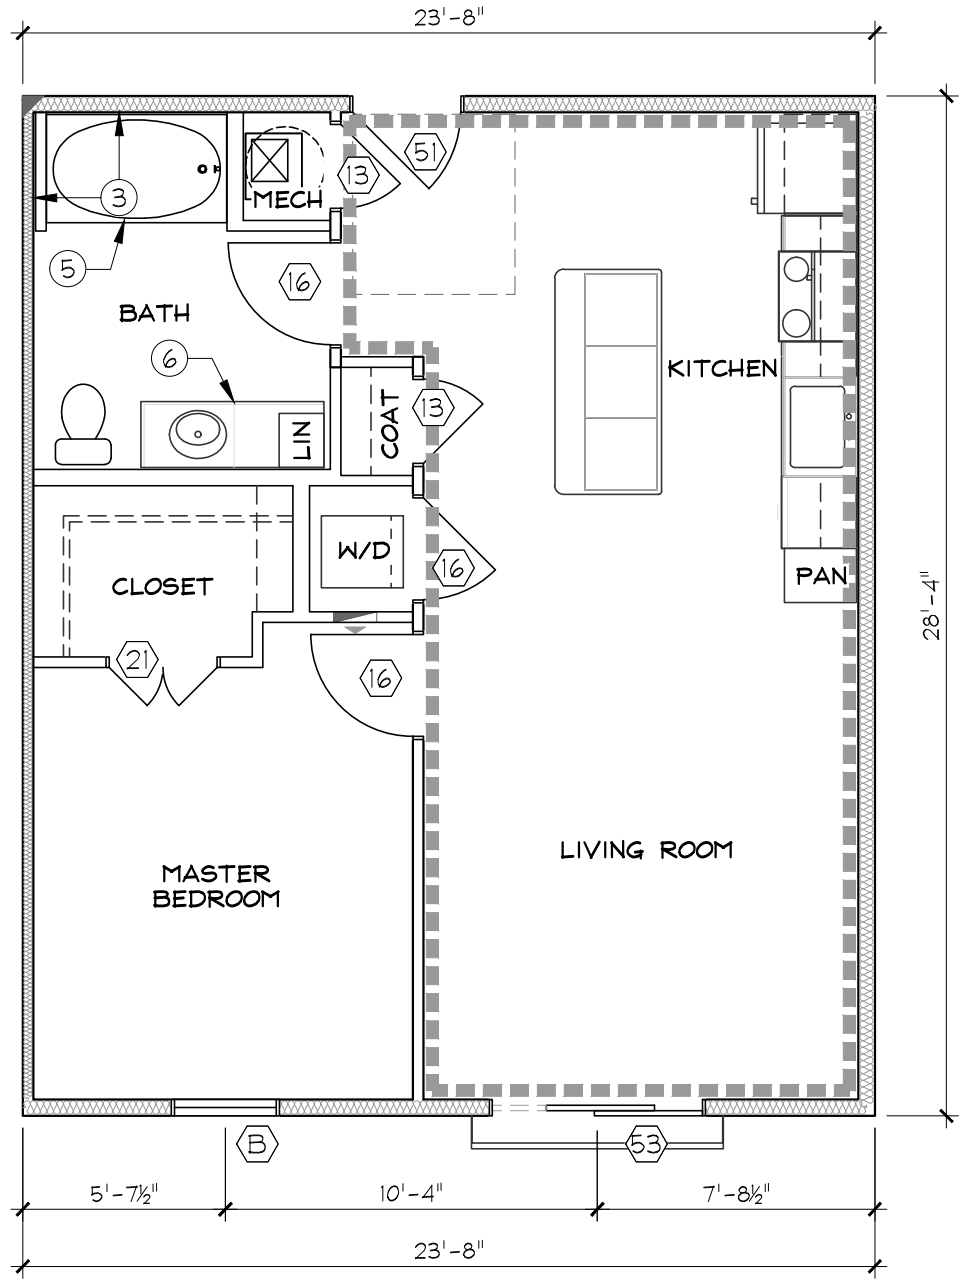 23'-8"
51
13
3
MECH
5
16
BATH
6
KITCHEN
13
COAT
LIN
W/D
16
PAN
CLOSET
28'-4"
21
16
LIVING ROOM
MASTER
BEDROOM
B
53
5'-7½"
10'-4"
7'-8½"
23'-8"